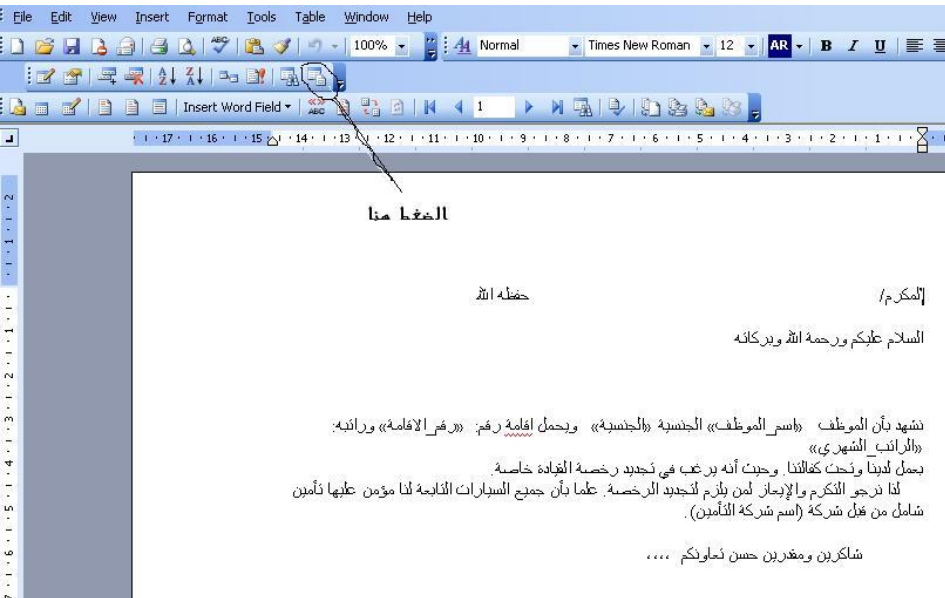 File Edit View Insert Format Tools Table Window Help
100% Normal Times New Roman 12 AR B I U
Insert Word Field 1
17 16 15 14 13 12 11 10 9 8 7 6 5 4 3 2 1
الضغط هنا
المكرم/ حفظه الله
السلام عليكم ورحمة الله وبركاته
نشهد بأن الموظف «اسم_الموظف» الجنسية «الجنسية» ويحمل اقامة رقم: «رقم_الاقامة» وراتبه:
«الراتب_الشهري»
يعمل لدينا وتحت كفالتنا. وحيث أنه يرغب في تجديد رخصة القيادة خاصة.
لذا نرجو التكرم والإيعاز لمن يلزم لتجديد الرخصة. علما بأن جميع السيارات التابعة لنا مؤمن عليها تأمين
شامل من قبل شركة (اسم شركة التأمين).
شاكرين ومقدرين حسن تعاونكم ،،،،